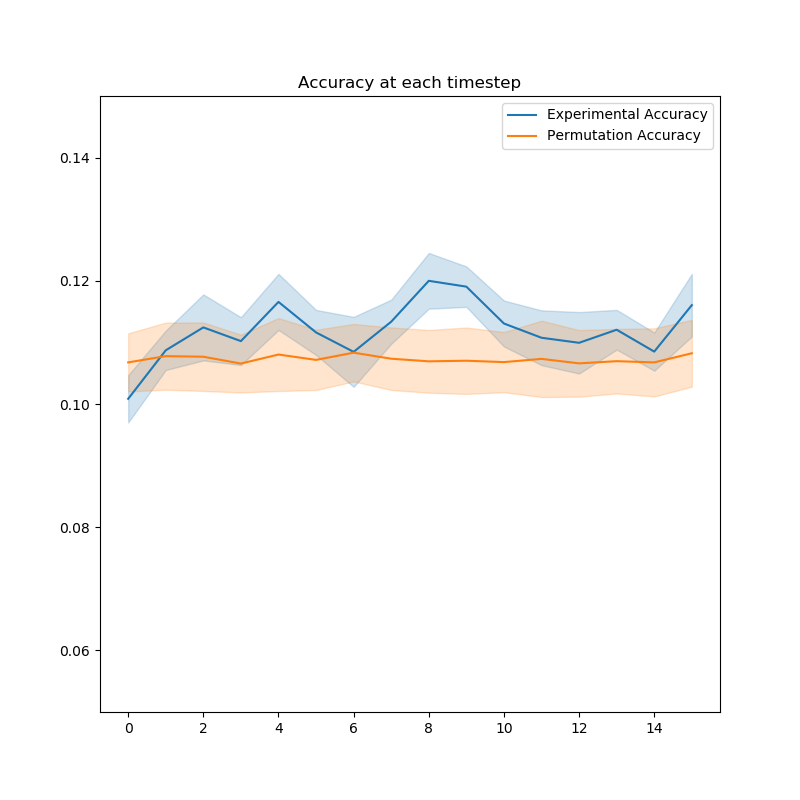 Accuracy at each timestep
Experimental Accuracy
Permutation Accuracy
0.14
0.12
0.10
0.08
0.06
0 2 4 6 8 10 12 14